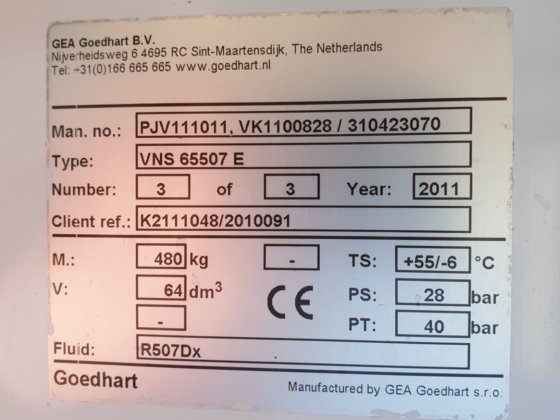 GEA Goedhart B.V.
Nijverheidsweg 6 4695 RC Sint-Maartensdijk, The Netherlands
Tel: +31(0)166 665 665 www.goedhart.nl
Man. no.: PJV111011, VK1100828 / 310423070
Type: VNS 65507 E
Number: 3 of 3 Year: 2011
Client ref.: K2111048/2010091
M.: 480 kg - TS: +55/-6 °C
V: 64 dm³ CE PS: 28 bar
- PT: 40 bar
Fluid: R507Dx
Goedhart Manufactured by GEA Goedhart s.r.o.